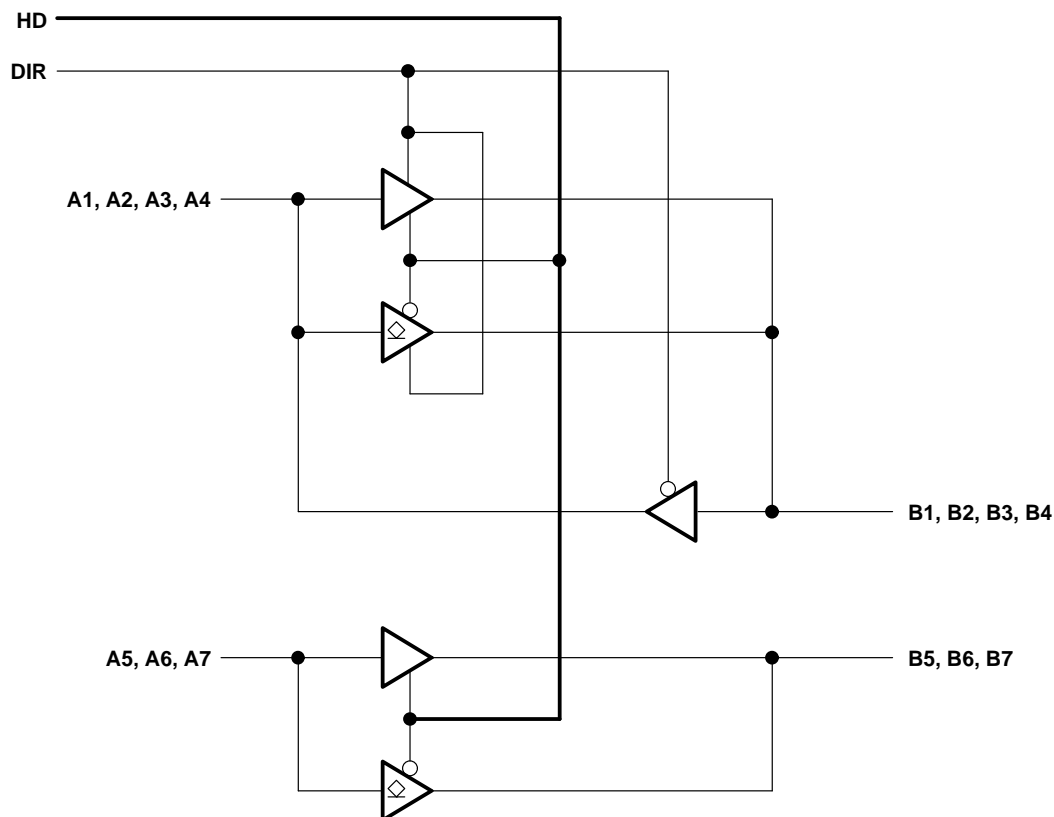 HD
DIR
A1, A2, A3, A4
B1, B2, B3, B4
A5, A6, A7
B5, B6, B7